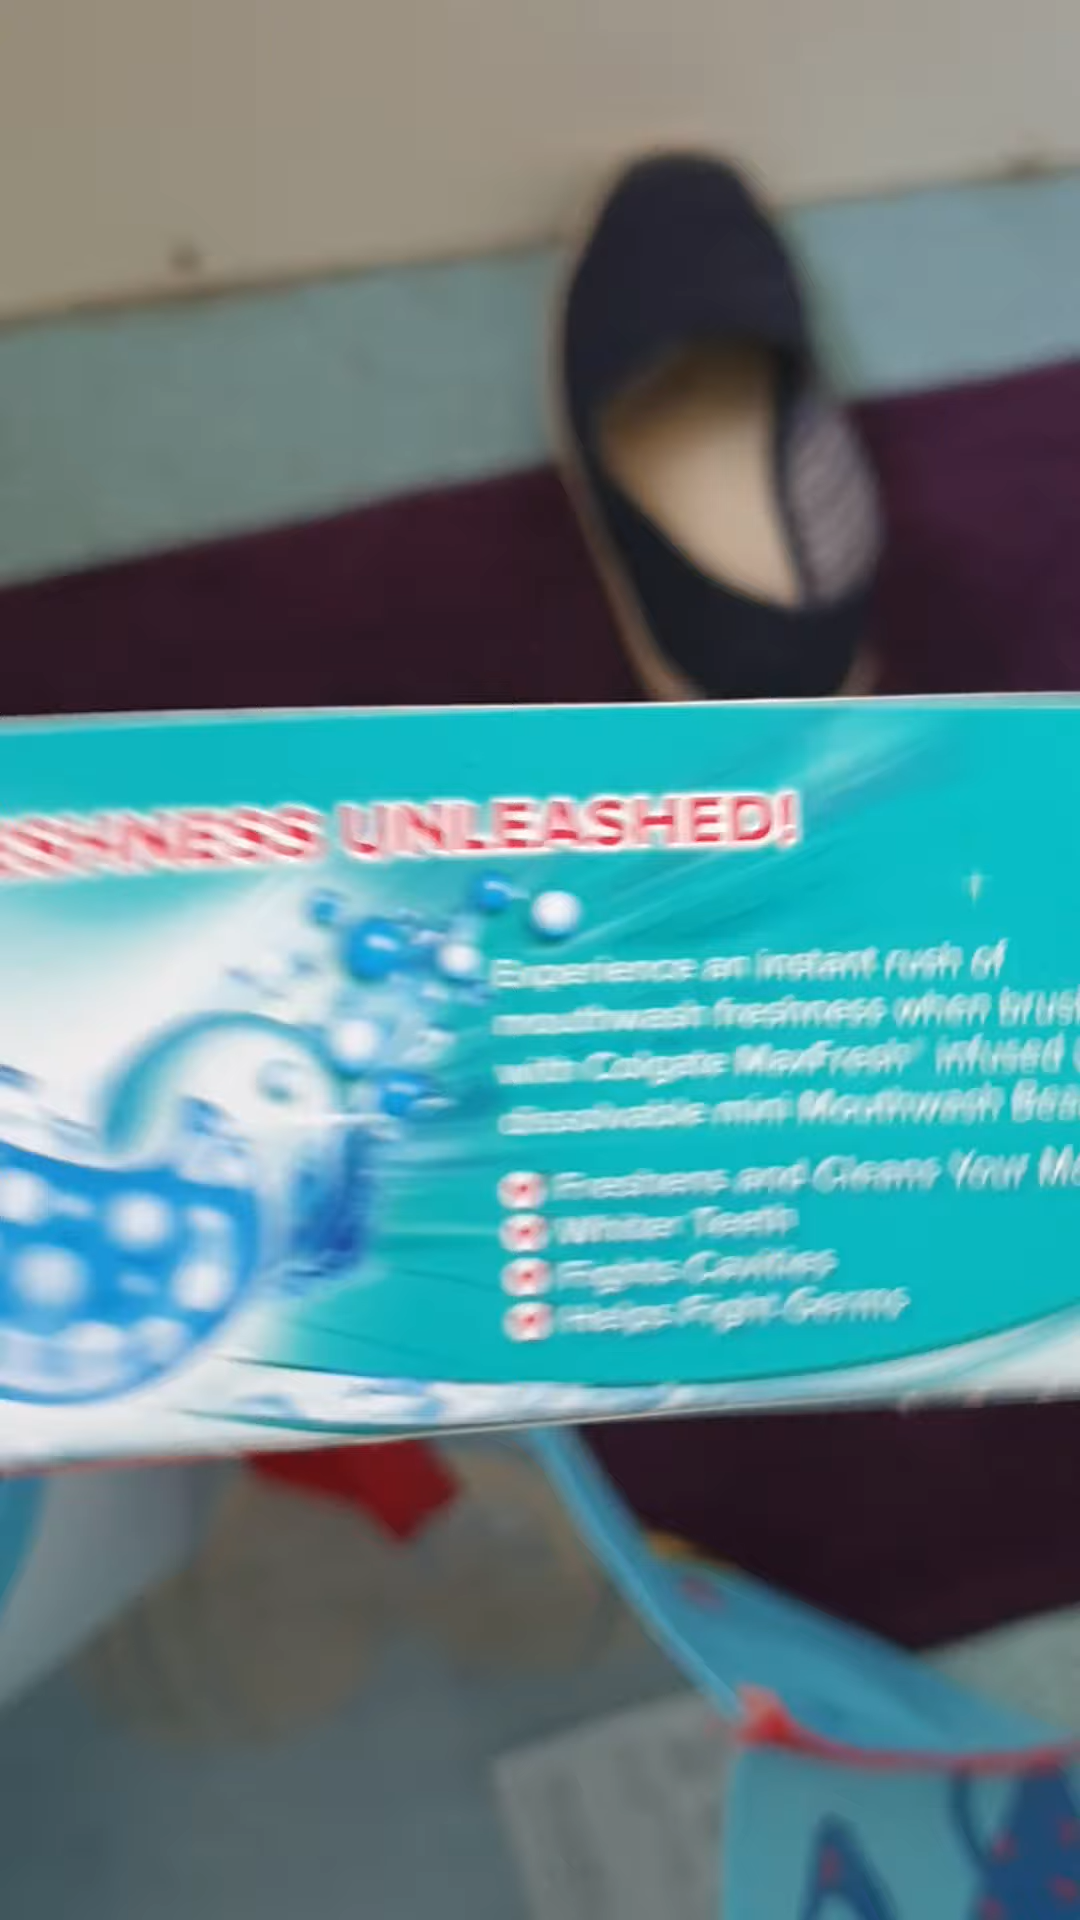 SHNESS UNLEASHED!
Experience an instant rush of
mouthwash freshness when brus
with Colgate MaxFresh® infused
dissolvable mini Mouthwash Bea
Freshens and Cleans Your Mo
Whiter Teeth
Fights Cavities
Helps Fight Germs